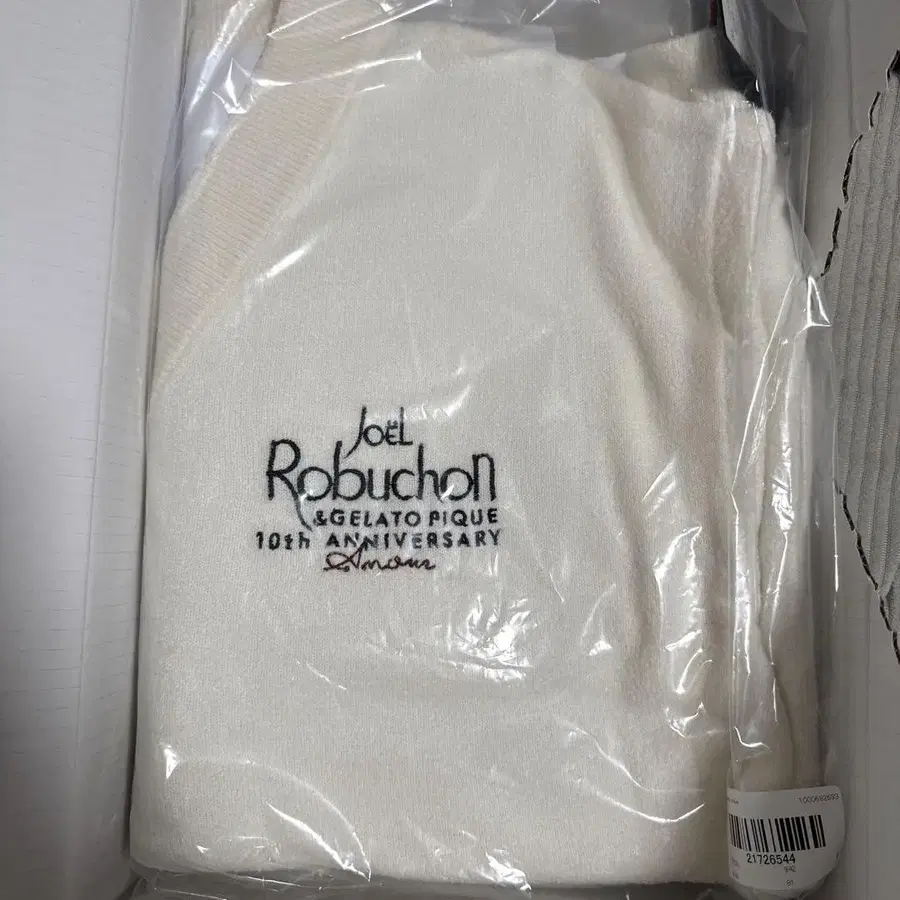 JoëL
Robuchon
&GELATO PIQUE
10th ANNIVERSARY
Amour
21726544